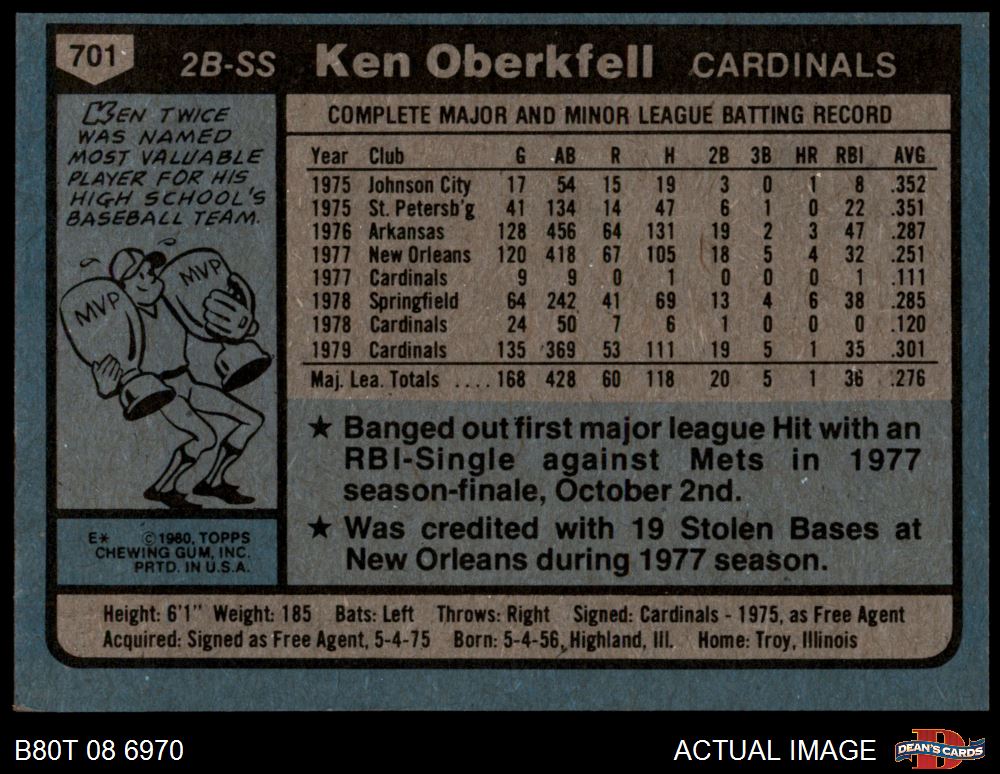 701 2B-SS Ken Oberkfell CARDINALS
KEN TWICE
WAS NAMED
MOST VALUABLE
PLAYER FOR HIS
HIGH SCHOOL'S
BASEBALL TEAM.
MVP
MVP
E* ©1980, TOPPS
CHEWING GUM, INC.
PRTD. IN U.S.A.
COMPLETE MAJOR AND MINOR LEAGUE BATTING RECORD
Year Club G AB R H 2B 3B HR RBI AVG
1975 Johnson City 17 54 15 19 3 0 1 8 .352
1975 St. Petersb'g 41 134 14 47 6 1 0 22 .351
1976 Arkansas 128 456 64 131 19 2 3 47 .287
1977 New Orleans 120 418 67 105 18 5 4 32 .251
1977 Cardinals 9 9 0 1 0 0 0 1 .111
1978 Springfield 64 242 41 69 13 4 6 38 .285
1978 Cardinals 24 50 7 6 1 0 0 0 .120
1979 Cardinals 135 369 53 111 19 5 1 35 .301
Maj. Lea. Totals .... 168 428 60 118 20 5 1 36 .276
★ Banged out first major league Hit with an
RBI-Single against Mets in 1977
season-finale, October 2nd.
★ Was credited with 19 Stolen Bases at
New Orleans during 1977 season.
Height: 6'1" Weight: 185 Bats: Left Throws: Right Signed: Cardinals - 1975, as Free Agent
Acquired: Signed as Free Agent, 5-4-75 Born: 5-4-56, Highland, Ill. Home: Troy, Illinois
B80T 08 6970 ACTUAL IMAGE D DEAN'S CARDS